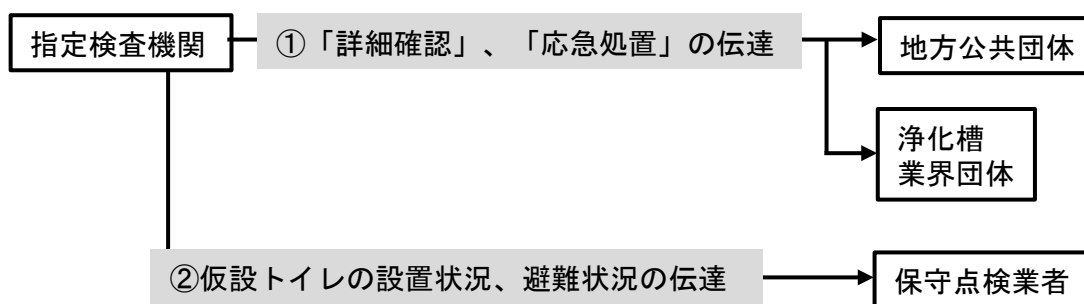 指定検査機関
①「詳細確認」、「応急処置」の伝達
地方公共団体
浄化槽
業界団体
②仮設トイレの設置状況、避難状況の伝達
保守点検業者